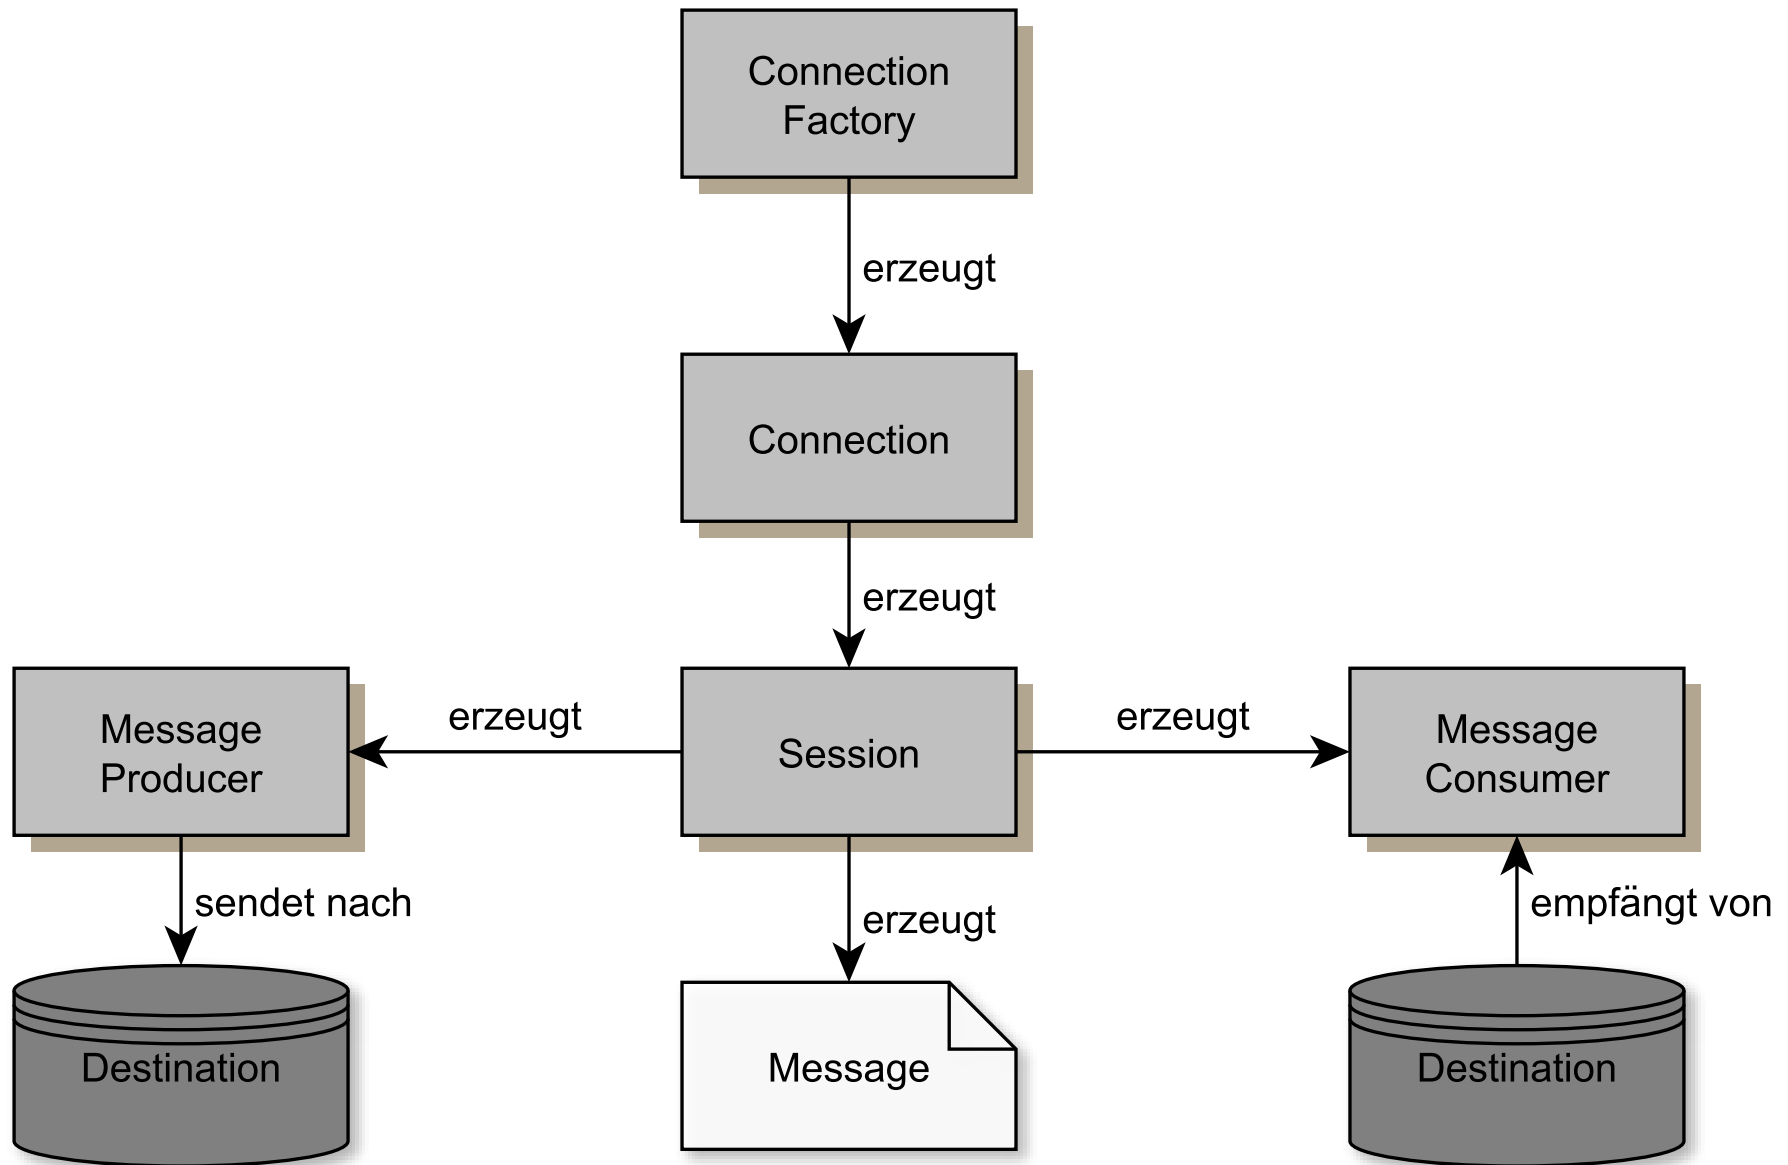 Connection
Factory
erzeugt
Connection
erzeugt
Message
Producer
erzeugt
Session
erzeugt
Message
Consumer
sendet nach
erzeugt
empfängt von
Destination
Message
Destination